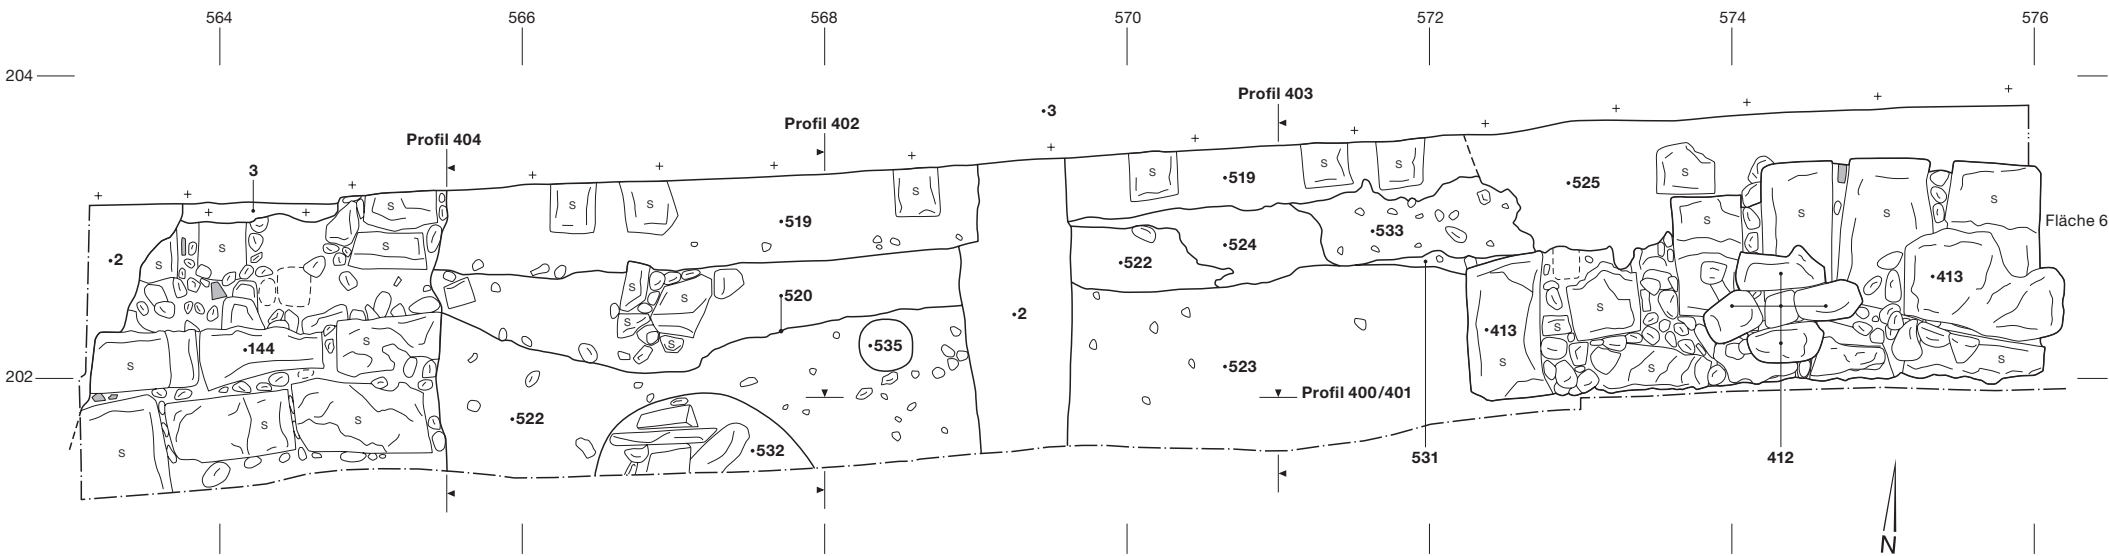 564 566 568 570 572 574 576
204
Profil 403
•3
Profil 402
Profil 404
3
S S S S S S S
•519
•525
S
•519
S S S S
Fläche 6
•533
•524
•2
S S S
•522
•413
S S
•520
S
•2
•413
S S
•535
•144
S
S
•523
S S S
202
Profil 400/401
•522
S S
S
•532
531
412
N